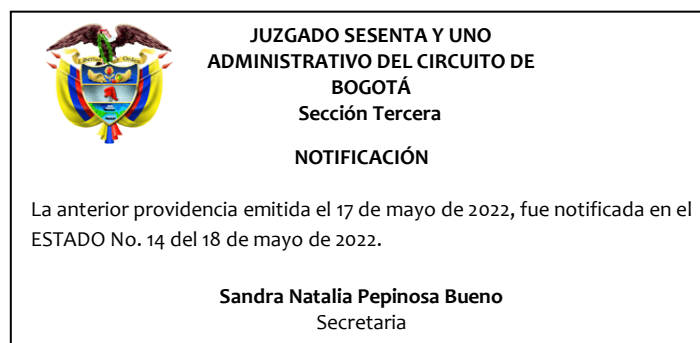 JUZGADO SESENTA Y UNO
ADMINISTRATIVO DEL CIRCUITO DE
BOGOTÁ
Sección Tercera
NOTIFICACIÓN
La anterior providencia emitida el 17 de mayo de 2022, fue notificada en el
ESTADO No. 14 del 18 de mayo de 2022.
Sandra Natalia Pepinosa Bueno
Secretaria